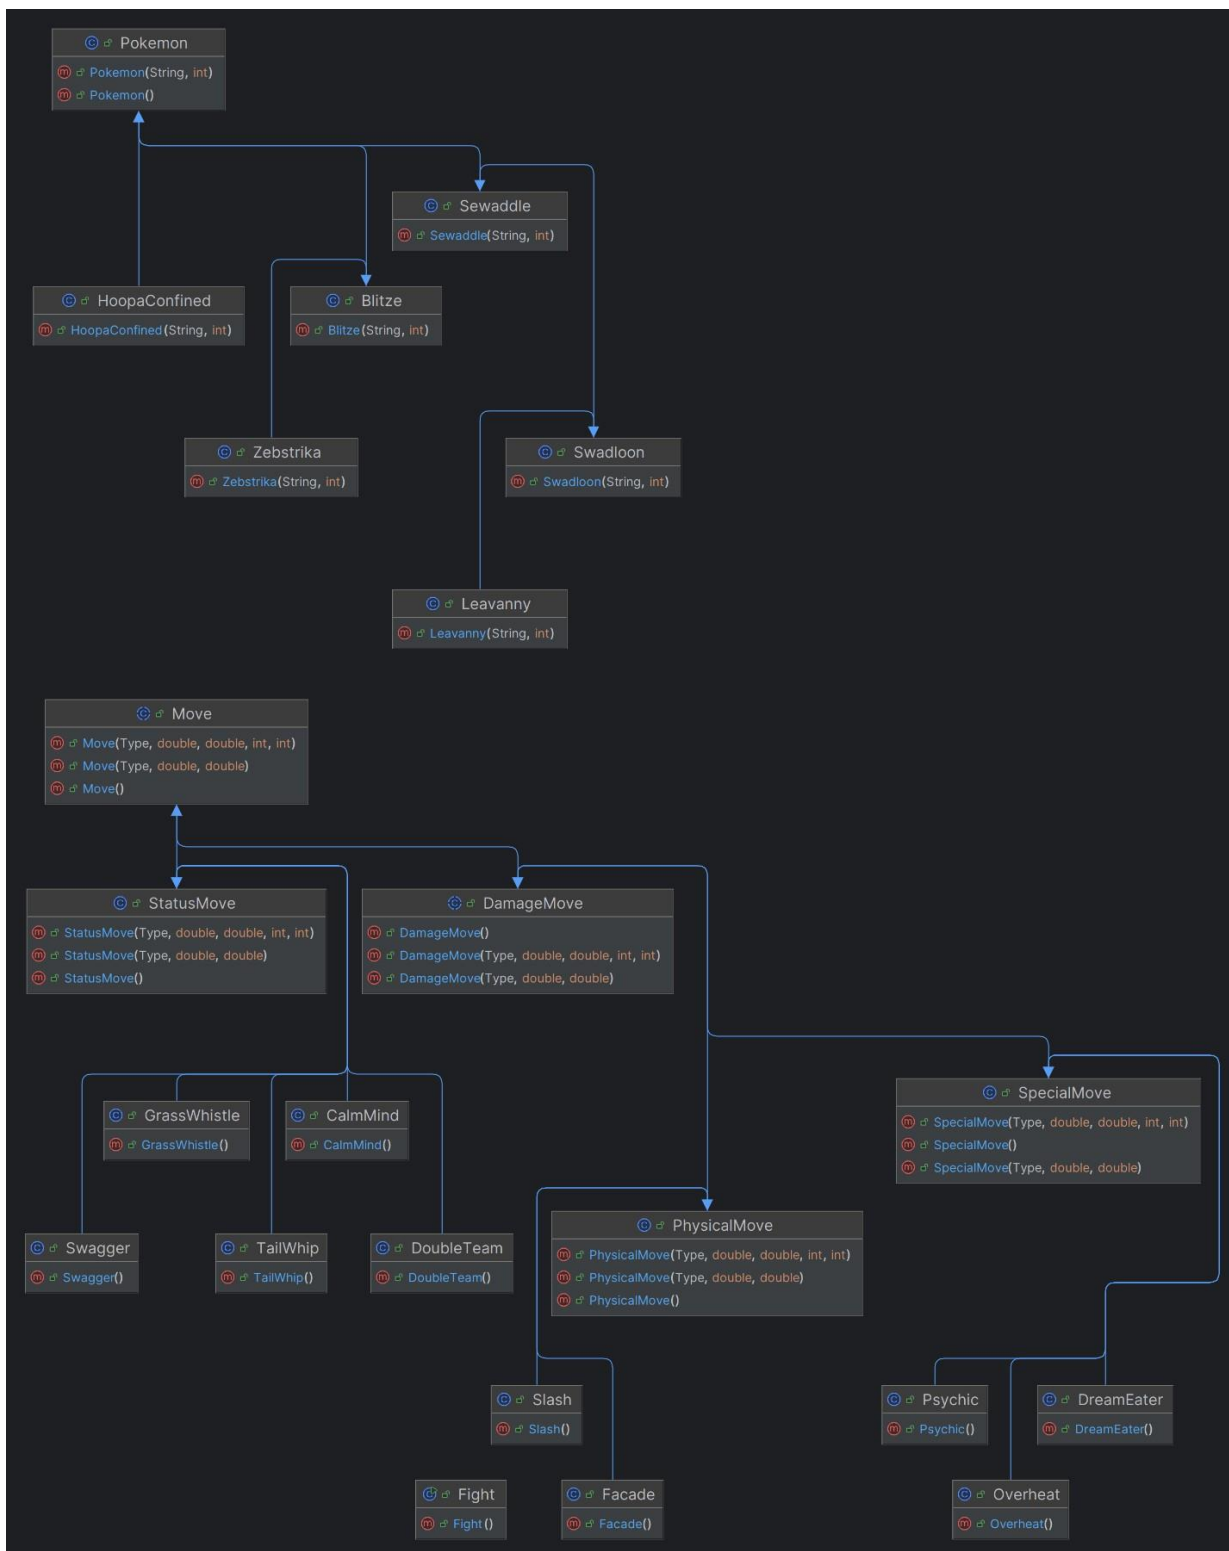 Pokemon
Pokemon(String, int)
Pokemon()
Sewaddle
Sewaddle(String, int)
HoopaConfined
HoopaConfined(String, int)
Blitze
Blitze(String, int)
Zebstrika
Zebstrika(String, int)
Swadloon
Swadloon(String, int)
Leavanny
Leavanny(String, int)
Move
Move(Type, double, double, int, int)
Move(Type, double, double)
Move()
StatusMove
StatusMove(Type, double, double, int, int)
StatusMove(Type, double, double)
StatusMove()
DamageMove
DamageMove()
DamageMove(Type, double, double, int, int)
DamageMove(Type, double, double)
SpecialMove
SpecialMove(Type, double, double, int, int)
SpecialMove()
SpecialMove(Type, double, double)
GrassWhistle
GrassWhistle()
CalmMind
CalmMind()
Swagger
Swagger()
TailWhip
TailWhip()
DoubleTeam
DoubleTeam()
PhysicalMove
PhysicalMove(Type, double, double, int, int)
PhysicalMove(Type, double, double)
PhysicalMove()
Slash
Slash()
Psychic
Psychic()
DreamEater
DreamEater()
Fight
Fight()
Facade
Facade()
Overheat
Overheat()